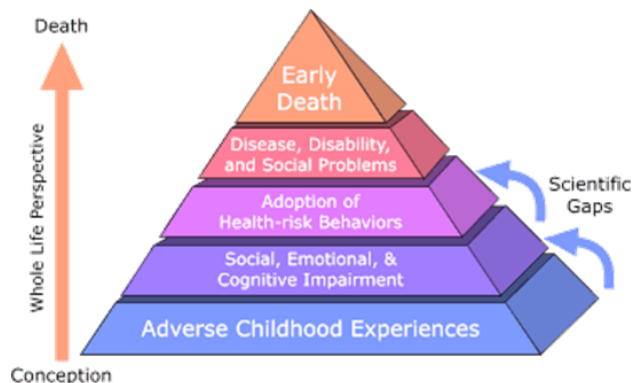 Death
Early
Death
Disease, Disability,
and Social Problems
Scientific
Gaps
Adoption of
Health-risk Behaviors
Whole Life Perspective
Social, Emotional, &
Cognitive Impairment
Adverse Childhood Experiences
Conception